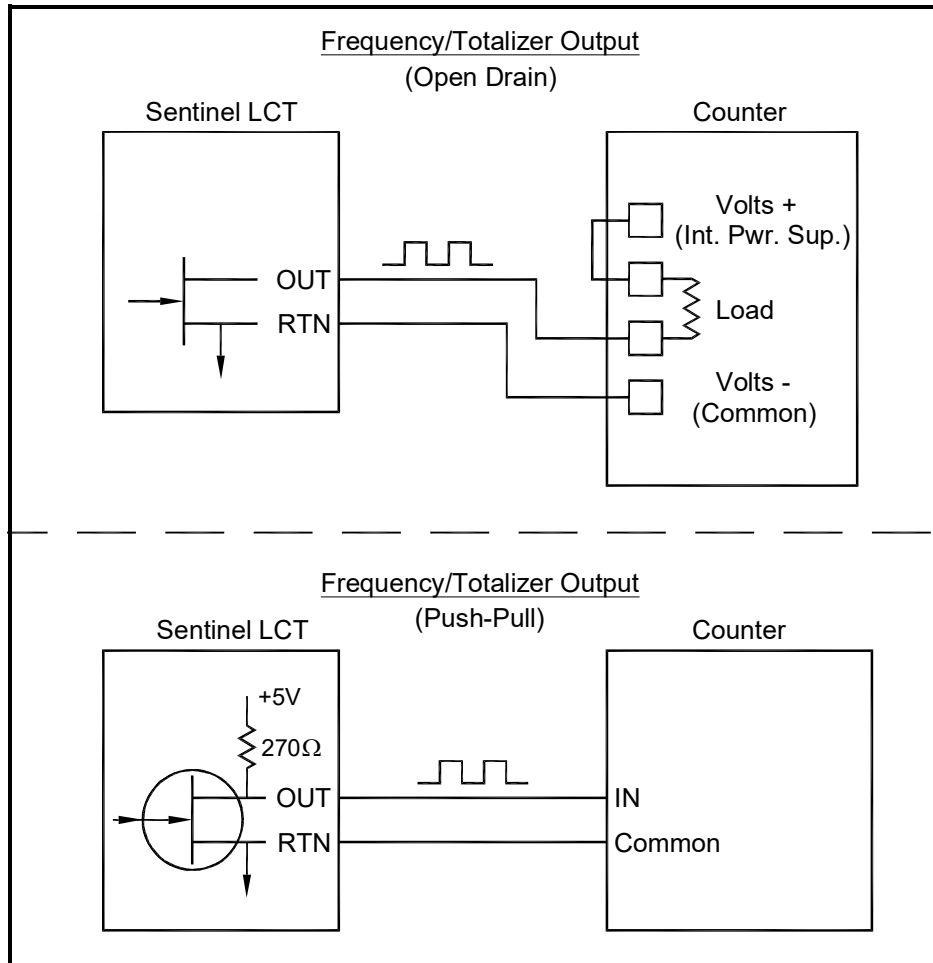 Frequency/Totalizer Output
(Open Drain)
Sentinel LCT
Counter
Volts +
(Int. Pwr. Sup.)
OUT
Load
RTN
Volts -
(Common)
Frequency/Totalizer Output
(Push-Pull)
Sentinel LCT
Counter
+5V
270Ω
OUT
IN
RTN
Common